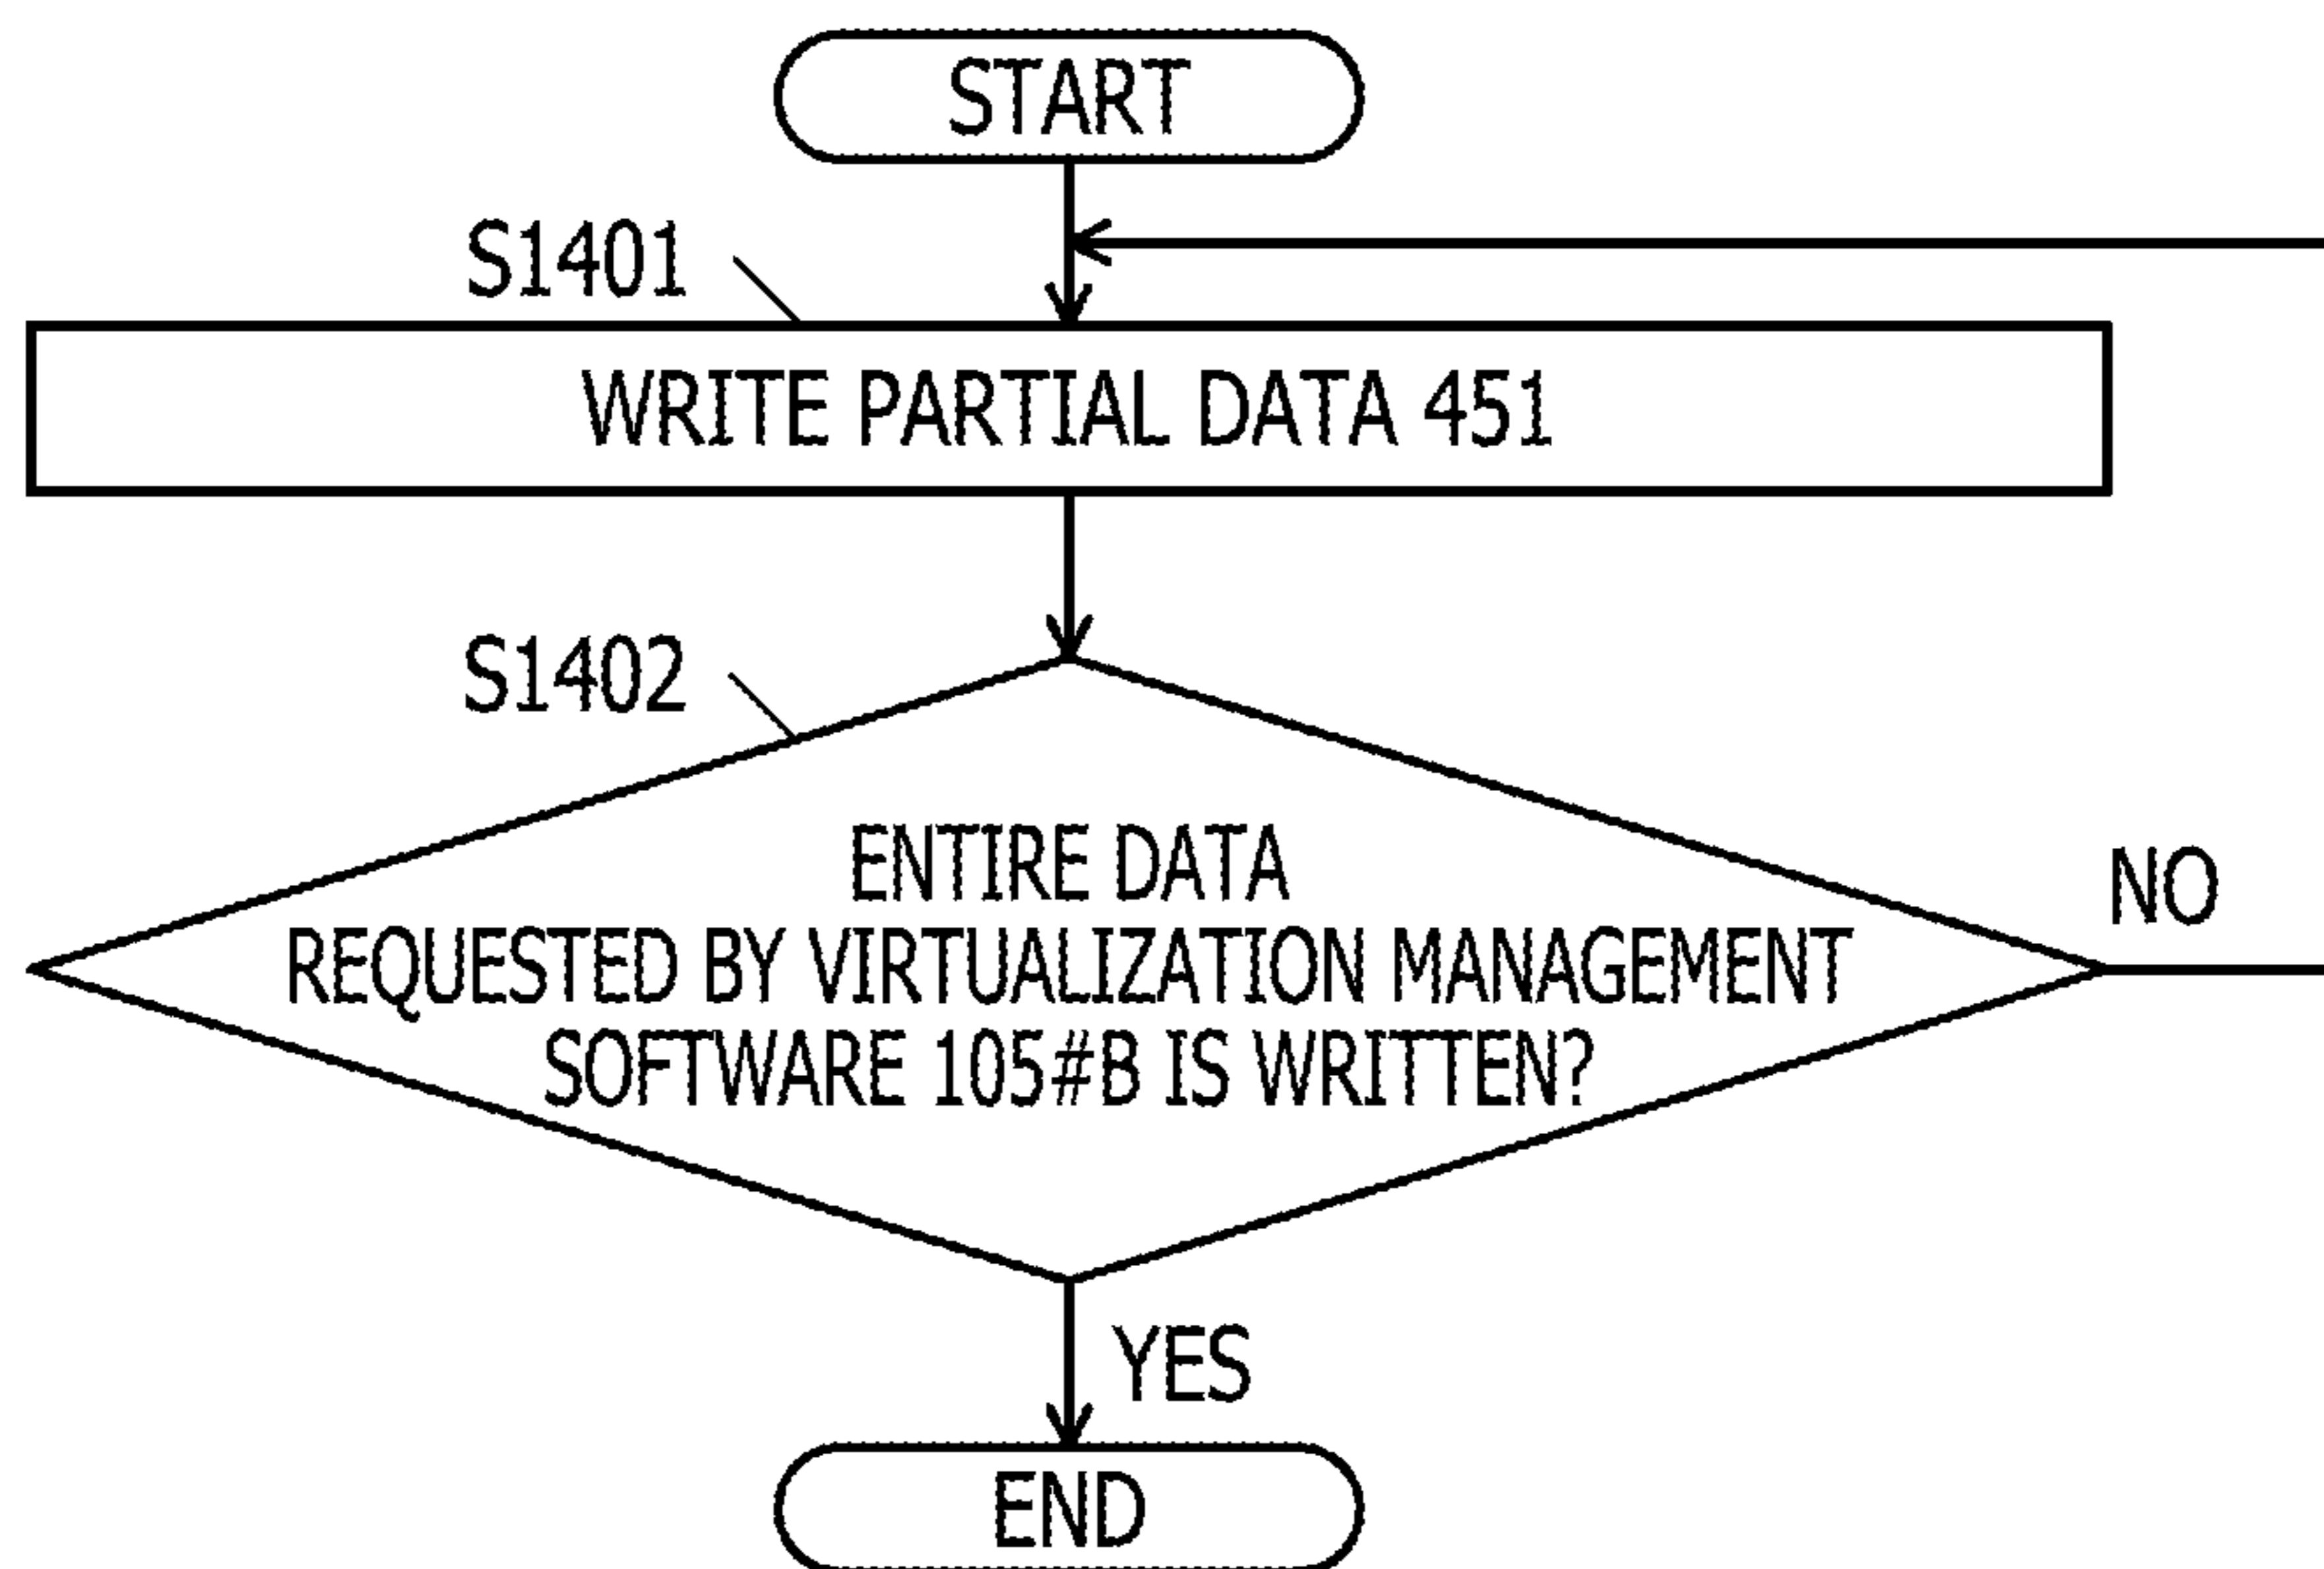 START
S1401
WRITE PARTIAL DATA 451
S1402
ENTIRE DATA
REQUESTED BY VIRTUALIZATION MANAGEMENT
SOFTWARE 105#B IS WRITTEN?
NO
YES
END